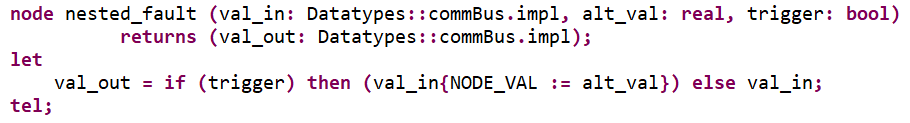 node nested_fault (val_in: Datatypes::commBus.impl, alt_val: real, trigger: bool)
returns (val_out: Datatypes::commBus.impl);
let
val_out = if (trigger) then (val_in{NODE_VAL := alt_val}) else val_in;
tel;